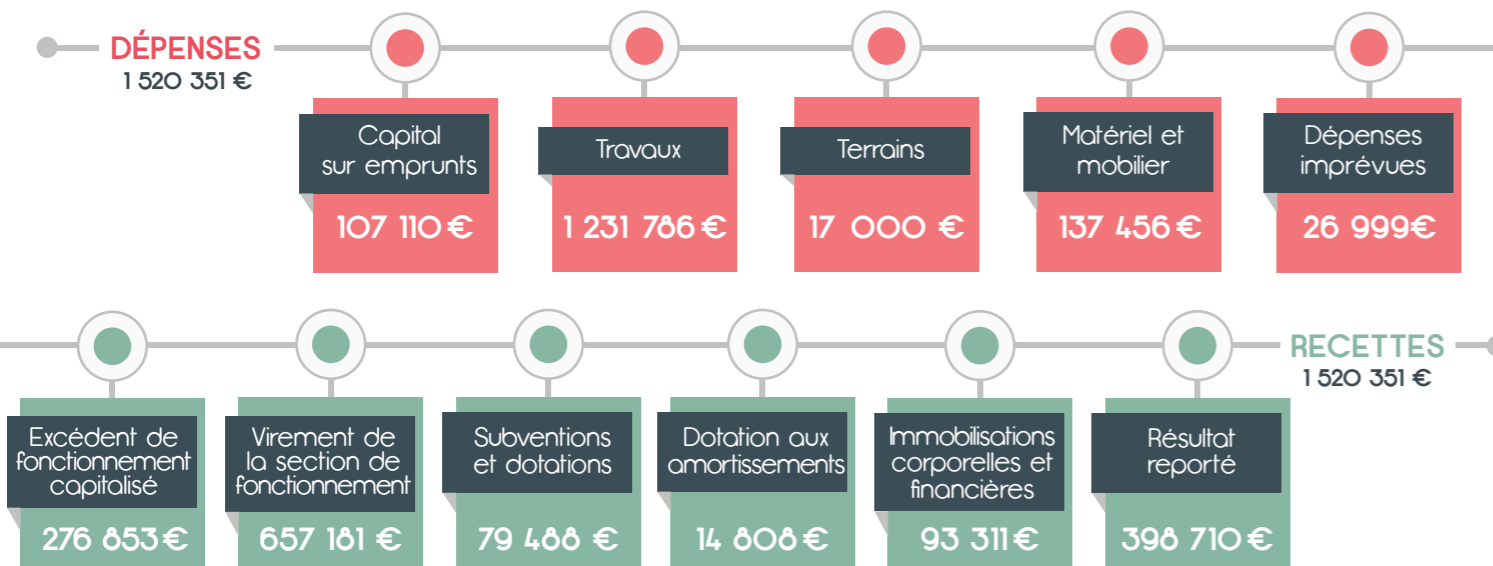 DÉPENSES
1 520 351 €
Capital
sur emprunts
107 110 €
Travaux
1 231 786 €
Terrains
17 000 €
Matériel et
mobilier
137 456 €
Dépenses
imprévues
26 999€
RECETTES
1 520 351 €
Excédent de
fonctionnement
capitalisé
276 853 €
Virement de
la section de
fonctionnement
657 181 €
Subventions
et dotations
79 488 €
Dotation aux
amortissements
14 808 €
Immobilisations
corporelles et
financières
93 311 €
Résultat
reporté
398 710 €